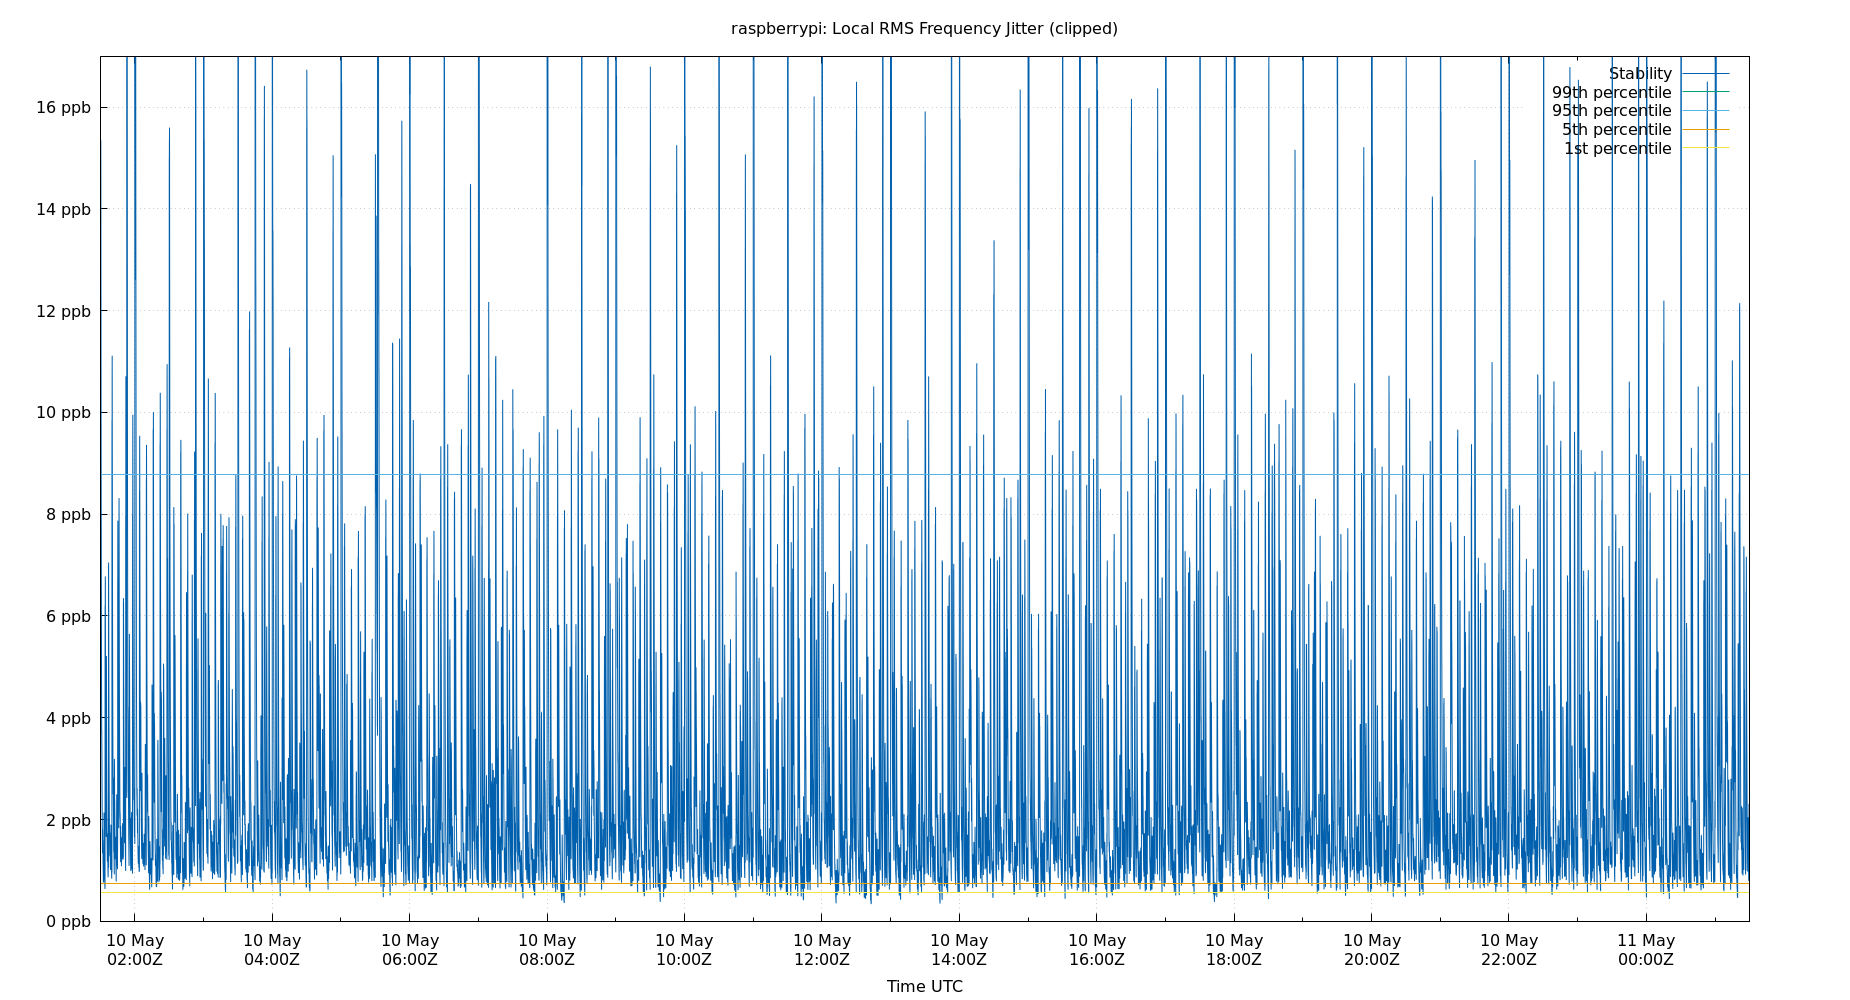 raspberrypi: Local RMS Frequency Jitter (clipped)
Stability
99th percentile
95th percentile
5th percentile
1st percentile
16 ppb
14 ppb
12 ppb
10 ppb
8 ppb
6 ppb
4 ppb
2 ppb
0 ppb
10 May 10 May 10 May 10 May 10 May 10 May 10 May 10 May 10 May 10 May 10 May 11 May
02:00Z 04:00Z 06:00Z 08:00Z 10:00Z 12:00Z 14:00Z 16:00Z 18:00Z 20:00Z 22:00Z 00:00Z
Time UTC